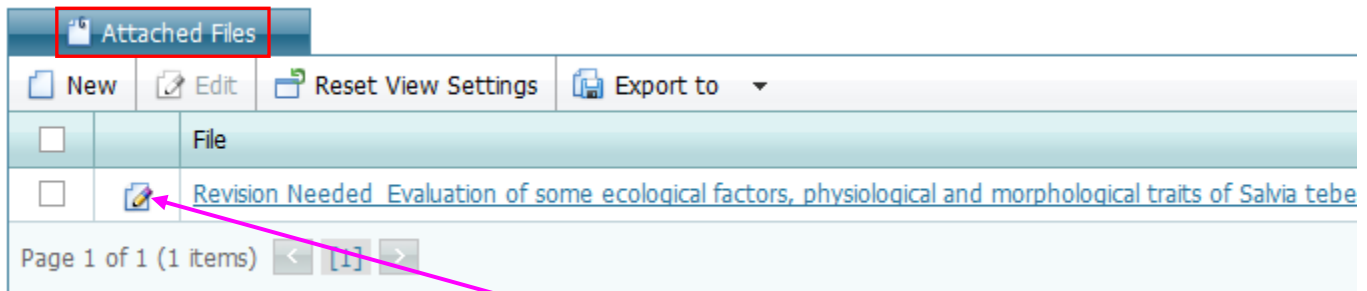 Attached Files
New Edit Reset View Settings Export to
File
Revision Needed Evaluation of some ecological factors, physiological and morphological traits of Salvia tebe
Page 1 of 1 (1 items) < [1] >